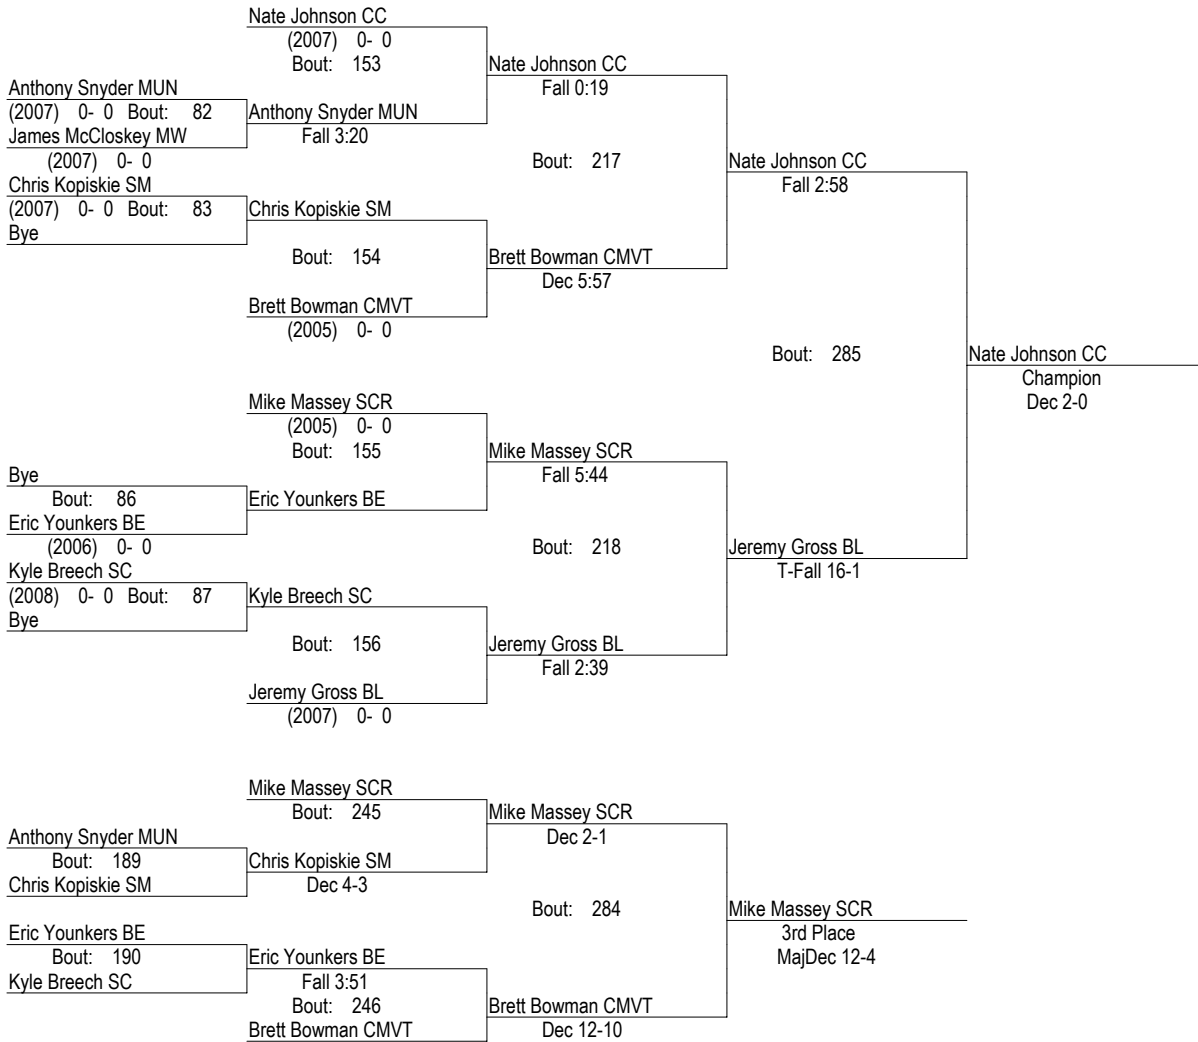 Nate Johnson CC
(2007) 0- 0
Bout: 153
Nate Johnson CC
Fall 0:19
Anthony Snyder MUN
(2007) 0- 0 Bout: 82
Anthony Snyder MUN
Fall 3:20
James McCloskey MW
(2007) 0- 0
Bout: 217
Nate Johnson CC
Fall 2:58
Chris Kopiskie SM
(2007) 0- 0 Bout: 83
Chris Kopiskie SM
Bye
Bout: 154
Brett Bowman CMVT
Dec 5:57
Brett Bowman CMVT
(2005) 0- 0
Bout: 285
Nate Johnson CC
Champion
Dec 2-0
Mike Massey SCR
(2005) 0- 0
Bout: 155
Mike Massey SCR
Fall 5:44
Bye
Bout: 86
Eric Younkers BE
Eric Younkers BE
(2006) 0- 0
Bout: 218
Jeremy Gross BL
T-Fall 16-1
Kyle Breech SC
(2008) 0- 0 Bout: 87
Kyle Breech SC
Bye
Bout: 156
Jeremy Gross BL
Fall 2:39
Jeremy Gross BL
(2007) 0- 0
Mike Massey SCR
Bout: 245
Mike Massey SCR
Dec 2-1
Anthony Snyder MUN
Bout: 189
Chris Kopiskie SM
Dec 4-3
Chris Kopiskie SM
Bout: 284
Mike Massey SCR
3rd Place
MajDec 12-4
Eric Younkers BE
Bout: 190
Eric Younkers BE
Fall 3:51
Kyle Breech SC
Bout: 246
Brett Bowman CMVT
Dec 12-10
Brett Bowman CMVT